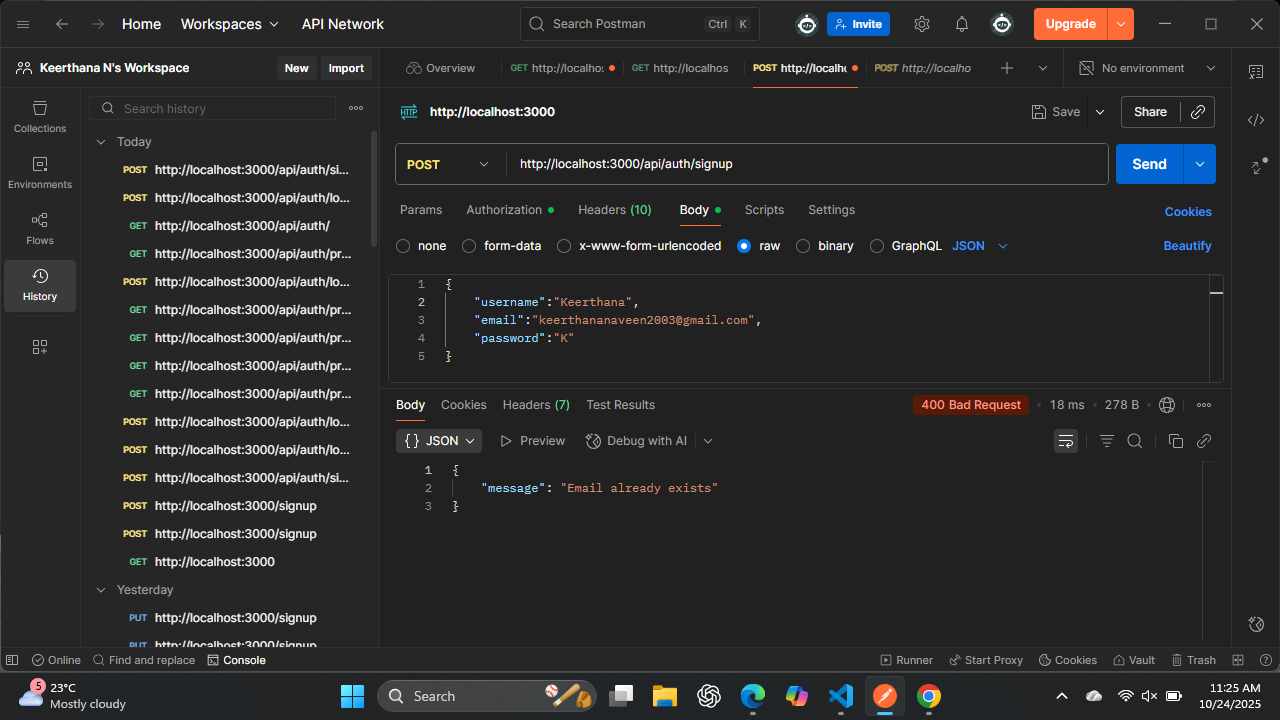 Home Workspaces API Network Search Postman Ctrl K Invite Upgrade
Keerthana N's Workspace New Import Overview GET http://localhos GET http://localhos POST http://localh POST http://localho No environment
Collections
Environments
Flows
History
Search history
Today
POST http://localhost:3000/api/auth/si...
POST http://localhost:3000/api/auth/lo...
GET http://localhost:3000/api/auth/
GET http://localhost:3000/api/auth/pr...
POST http://localhost:3000/api/auth/lo...
GET http://localhost:3000/api/auth/pr...
GET http://localhost:3000/api/auth/pr...
GET http://localhost:3000/api/auth/pr...
GET http://localhost:3000/api/auth/pr...
POST http://localhost:3000/api/auth/lo...
POST http://localhost:3000/api/auth/lo...
POST http://localhost:3000/api/auth/si...
POST http://localhost:3000/signup
POST http://localhost:3000/signup
GET http://localhost:3000
Yesterday
PUT http://localhost:3000/signup
PUT http://localhost:3000/signup
HTTP http://localhost:3000 Save Share
POST http://localhost:3000/api/auth/signup Send
Params Authorization Headers (10) Body Scripts Settings Cookies
none form-data x-www-form-urlencoded raw binary GraphQL JSON Beautify
1 {
2 "username":"Keerthana",
3 "email":"keerthananaveen2003@gmail.com",
4 "password":"K"
5 }
Body Cookies Headers (7) Test Results 400 Bad Request 18 ms 278 B
{} JSON Preview Debug with AI
1 {
2 "message": "Email already exists"
3 }
Online Find and replace Console Runner Start Proxy Cookies Vault Trash
5 23°C
Mostly cloudy
Search
11:25 AM
10/24/2025